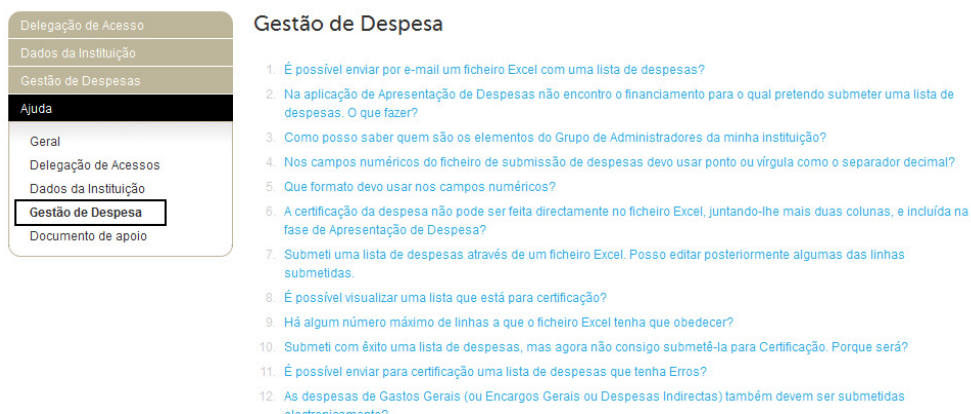 Delegação de Acesso
Dados da Instituição
Gestão de Despesas
Ajuda
Geral
Delegação de Acessos
Dados da Instituição
Gestão de Despesa
Documento de apoio
Gestão de Despesa
1. É possível enviar por e-mail um ficheiro Excel com uma lista de despesas?
2. Na aplicação de Apresentação de Despesas não encontro o financiamento para o qual pretendo submeter uma lista de
despesas. O que fazer?
3. Como posso saber quem são os elementos do Grupo de Administradores da minha instituição?
4. Nos campos numéricos do ficheiro de submissão de despesas devo usar ponto ou vírgula como o separador decimal?
5. Que formato devo usar nos campos numéricos?
6. A certificação da despesa não pode ser feita directamente no ficheiro Excel, juntando-lhe mais duas colunas, e incluída na
fase de Apresentação de Despesa?
7. Submeti uma lista de despesas através de um ficheiro Excel. Posso editar posteriormente algumas das linhas
submetidas.
8. É possível visualizar uma lista que está para certificação?
9. Há algum número máximo de linhas a que o ficheiro Excel tenha que obedecer?
10. Submeti com êxito uma lista de despesas, mas agora não consigo submetê-la para Certificação. Porque será?
11. É possível enviar para certificação uma lista de despesas que tenha Erros?
12. As despesas de Gastos Gerais (ou Encargos Gerais ou Despesas Indirectas) também devem ser submetidas
electronicamente?